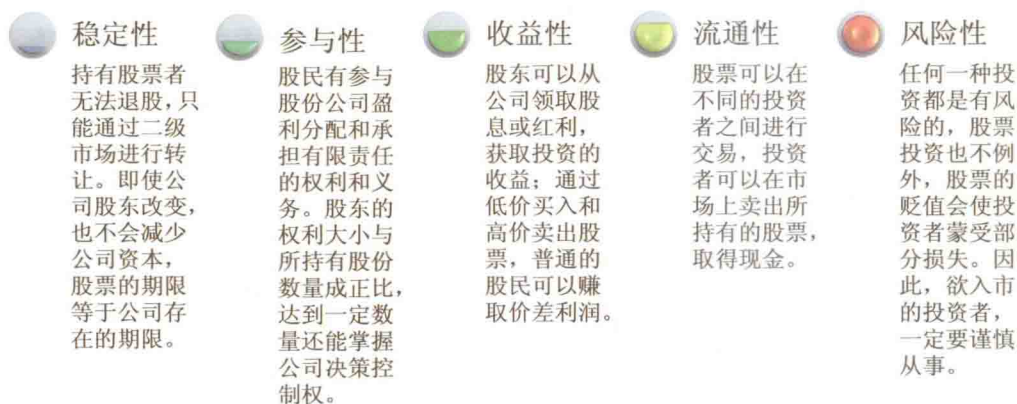 稳定性
持有股票者
无法退股，只
能通过二级
市场进行转
让。即使公
司股东改变，
也不会减少
公司资本，
股票的期限
等于公司存
在的期限。
参与性
股民有参与
股份公司盈
利分配和承
担有限责任
的权利和义
务。股东的
权利大小与
所持有股份
数量成正比，
达到一定数
量还能掌握
公司决策控
制权。
收益性
股东可以从
公司领取股
息或红利，
获取投资的
收益；通过
低价买入和
高价卖出股
票，普通的
股民可以赚
取价差利润。
流通性
股票可以在
不同的投资
者之间进行
交易，投资
者可以在市
场上卖出所
持有的股票，
取得现金。
风险性
任何一种投
资都是有风
险的，股票
投资也不例
外，股票的
贬值会使投
资者蒙受部
分损失。因
此，欲入市
的投资者，
一定要谨慎
从事。